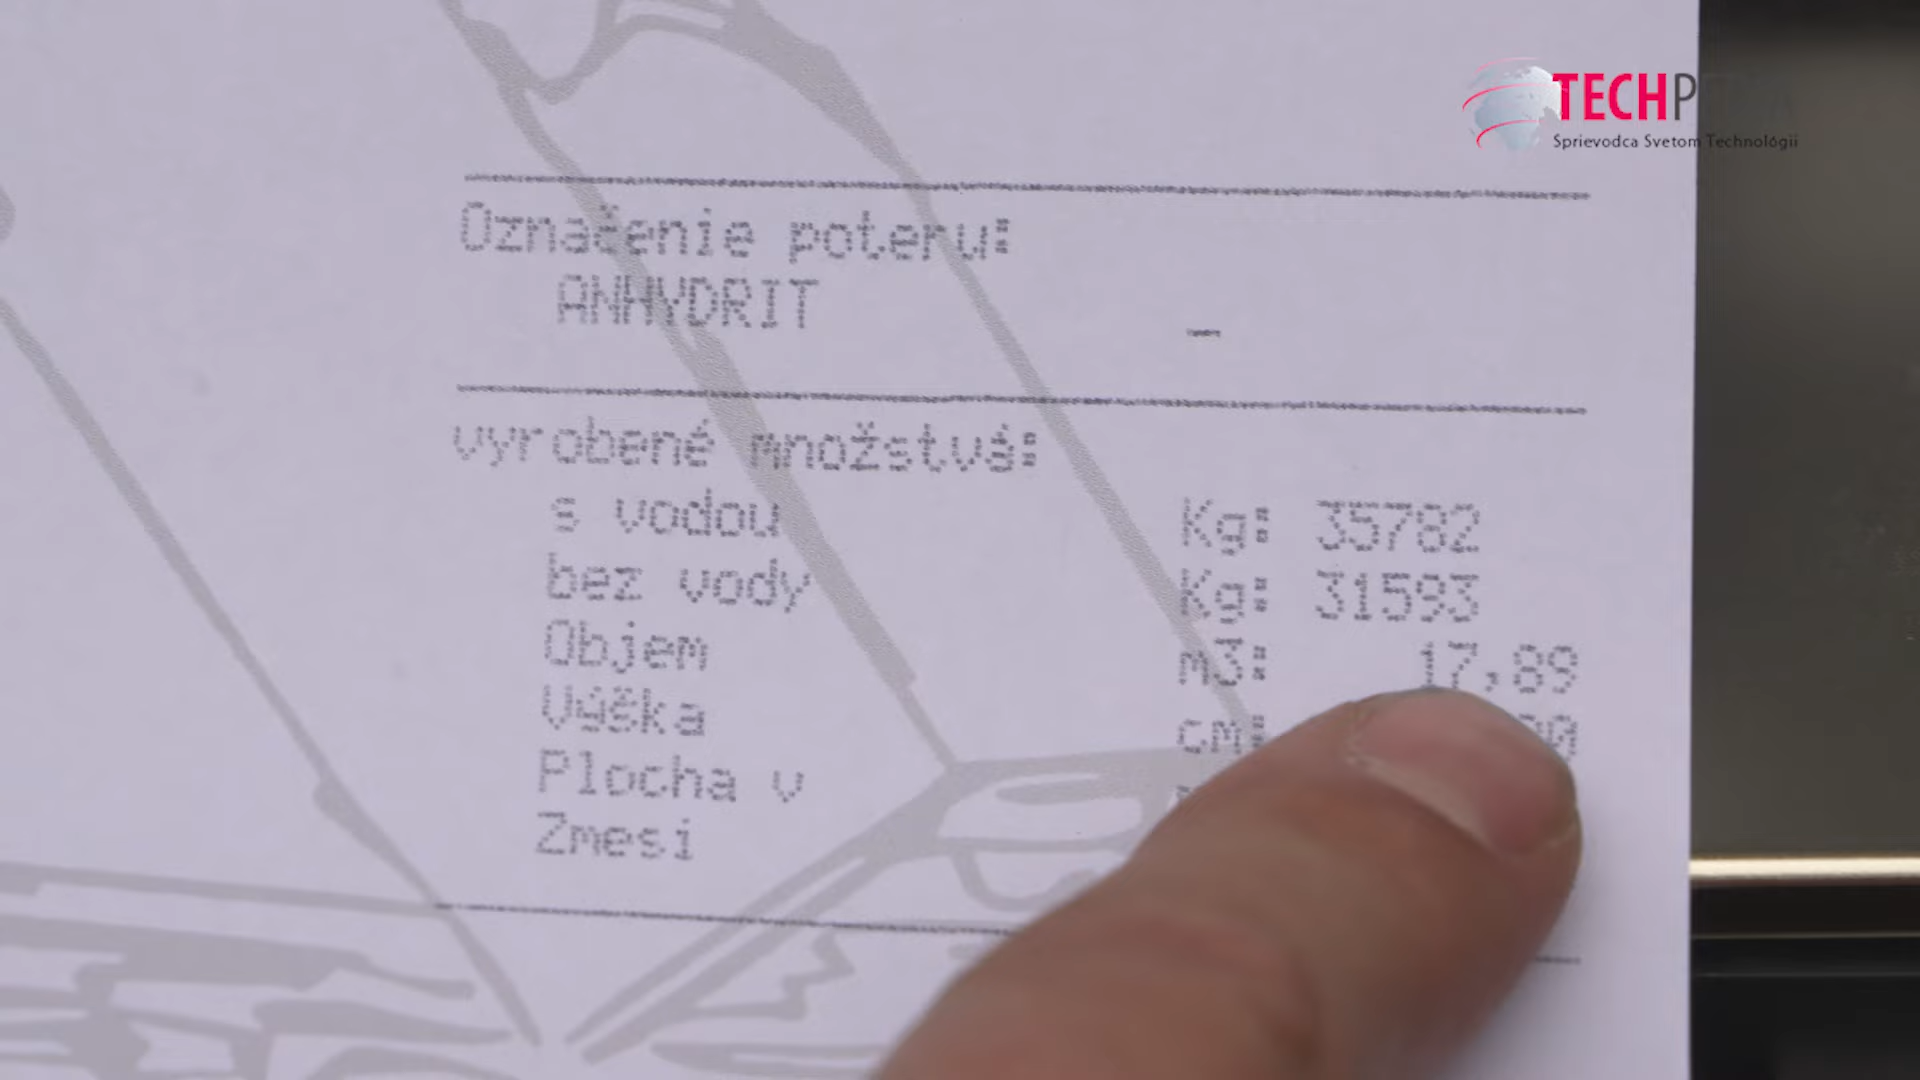 TECHP
Sprievodca Svetom Technológii
Označenie poteru:
ANHYDRIT
vyrobené množstvá:
s vodou Kg: 35782
bez vody Kg: 31593
Objem m3: 17,89
Výška cm:
Plocha v
Zmesi